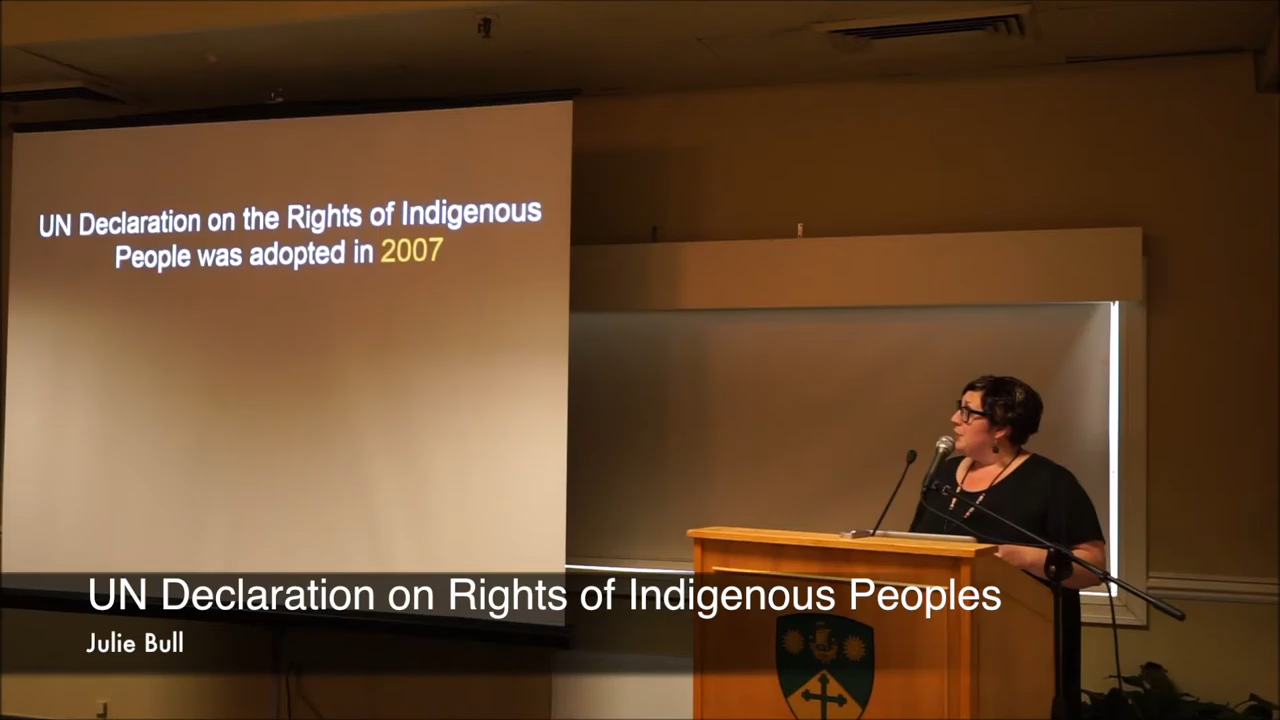 UN Declaration on the Rights of Indigenous
People was adopted in 2007
UN Declaration on Rights of Indigenous Peoples
Julie Bull